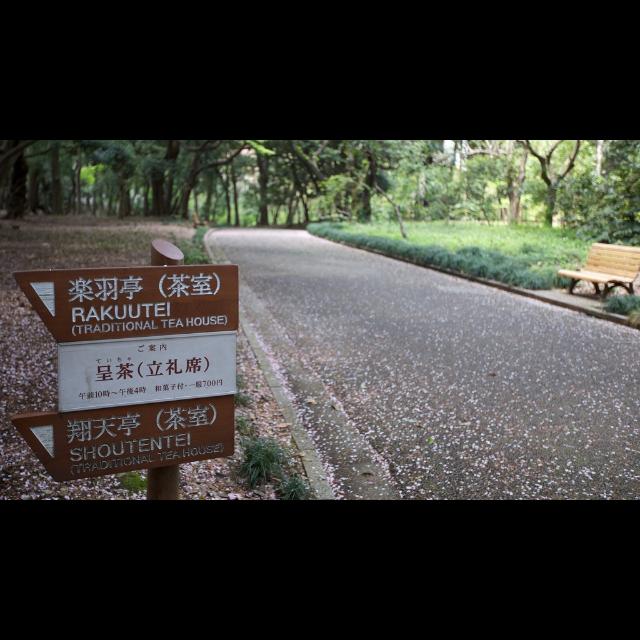 楽羽亭 (茶室)
RAKUUTEI
(TRADITIONAL TEA HOUSE)
ご案内
ていちゃ
呈茶(立礼席)
午前10時〜午後4時 和菓子付・一服700円
翔天亭 (茶室)
SHOUTENTEI
(TRADITIONAL TEA HOUSE)